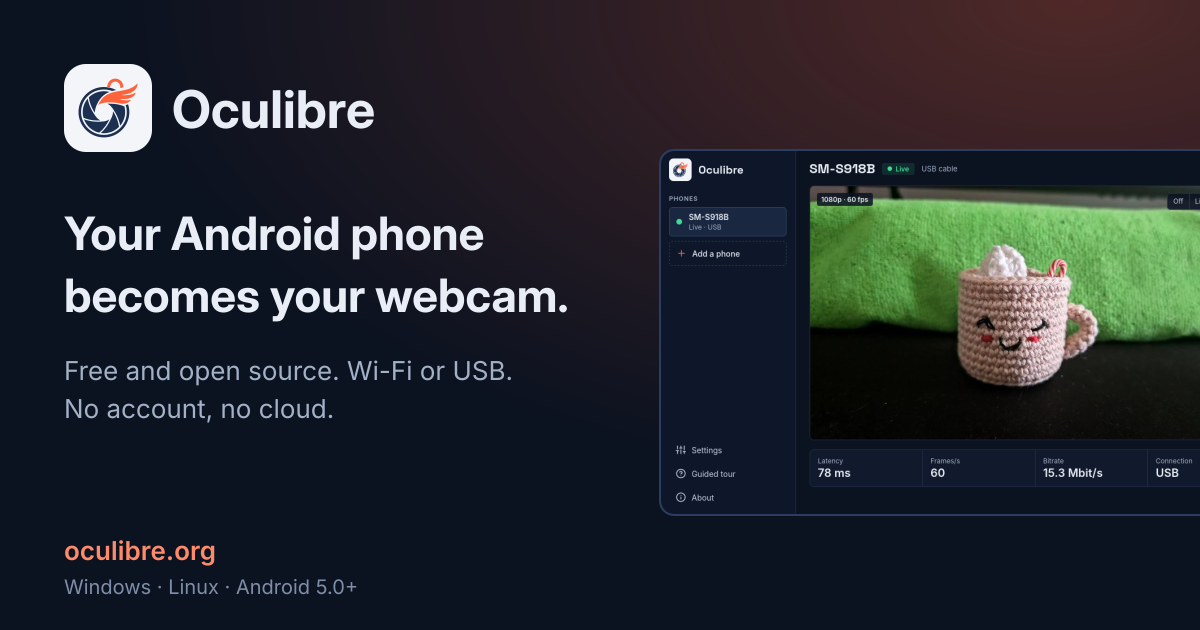 Oculibre
Your Android phone
becomes your webcam.
Free and open source. Wi-Fi or USB.
No account, no cloud.
oculibre.org
Windows · Linux · Android 5.0+
Oculibre
PHONES
SM-S918B
Live · USB
+ Add a phone
Settings
Guided tour
About
SM-S918B Live USB cable
1080p · 60 fps
Off
Latency
78 ms
Frames/s
60
Bitrate
15.3 Mbit/s
Connection
USB